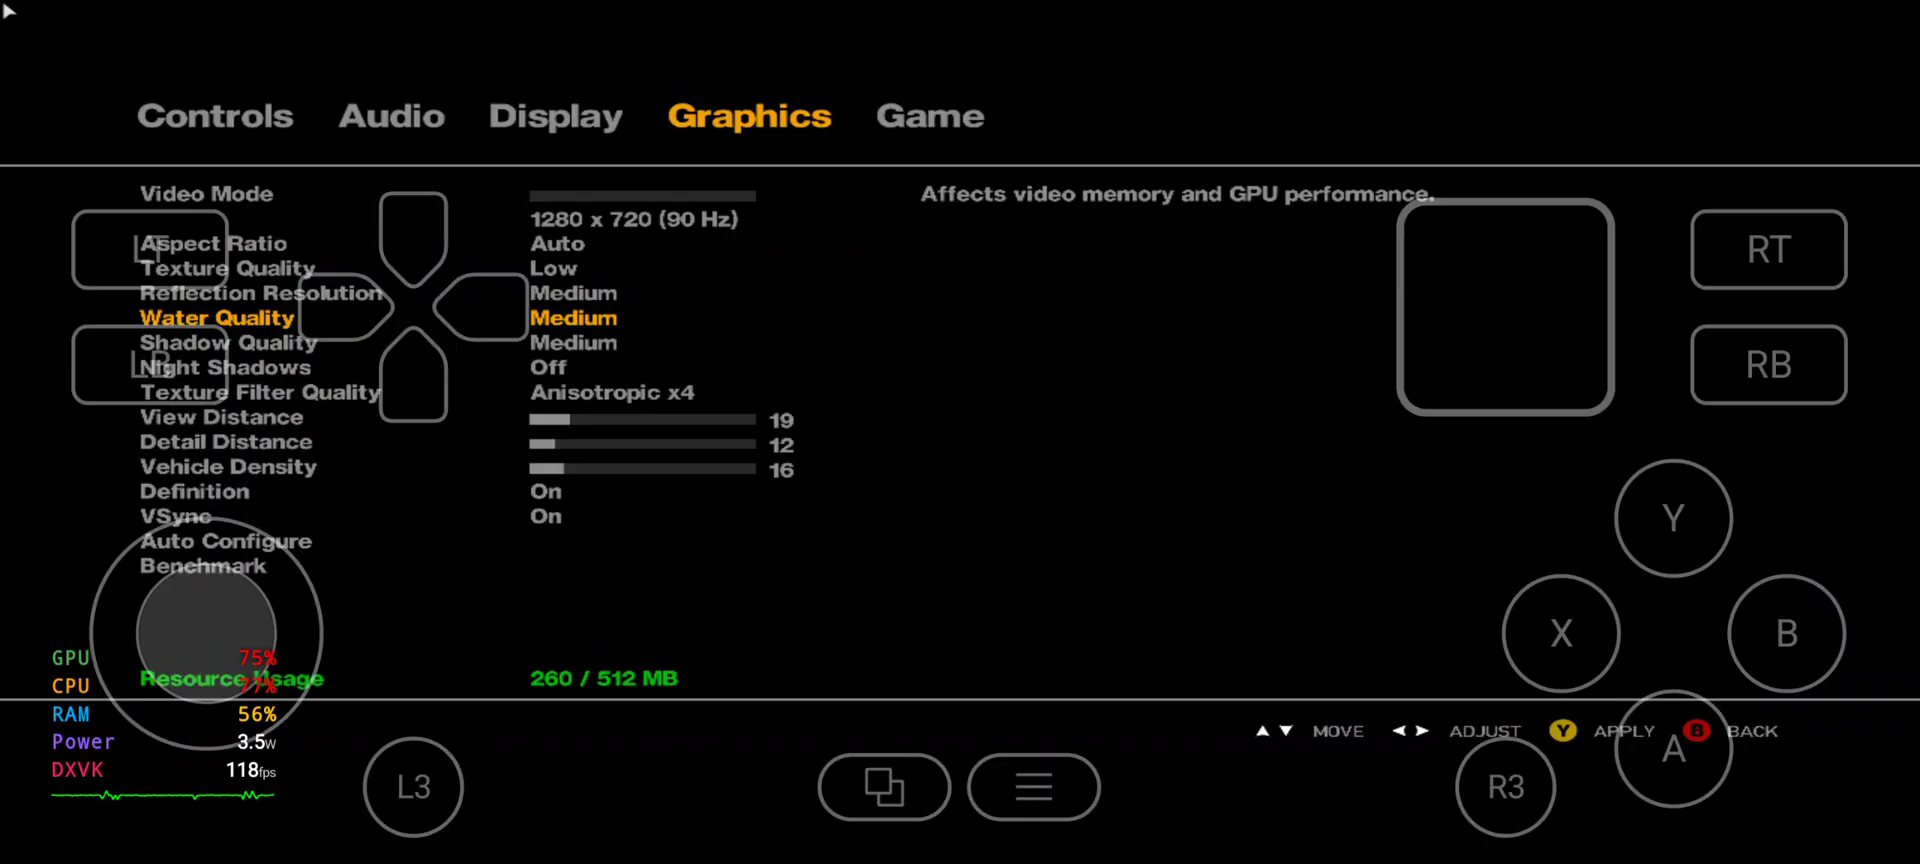 Controls Audio Display Graphics Game
Video Mode
Affects video memory and GPU performance.
1280 x 720 (90 Hz)
Aspect Ratio Auto
Texture Quality Low
Reflection Resolution Medium
Water Quality Medium
Shadow Quality Medium
Night Shadows Off
Texture Filter Quality Anisotropic x4
View Distance 19
Detail Distance 12
Vehicle Density 16
Definition On
VSync On
Auto Configure
Benchmark
Resource Usage 260 / 512 MB
LT
LB
RT
RB
Y
X
B
A
GPU 75%
CPU 77%
RAM 56%
Power 3.5w
DXVK 118fps
MOVE ADJUST Y APPLY B BACK
L3
R3